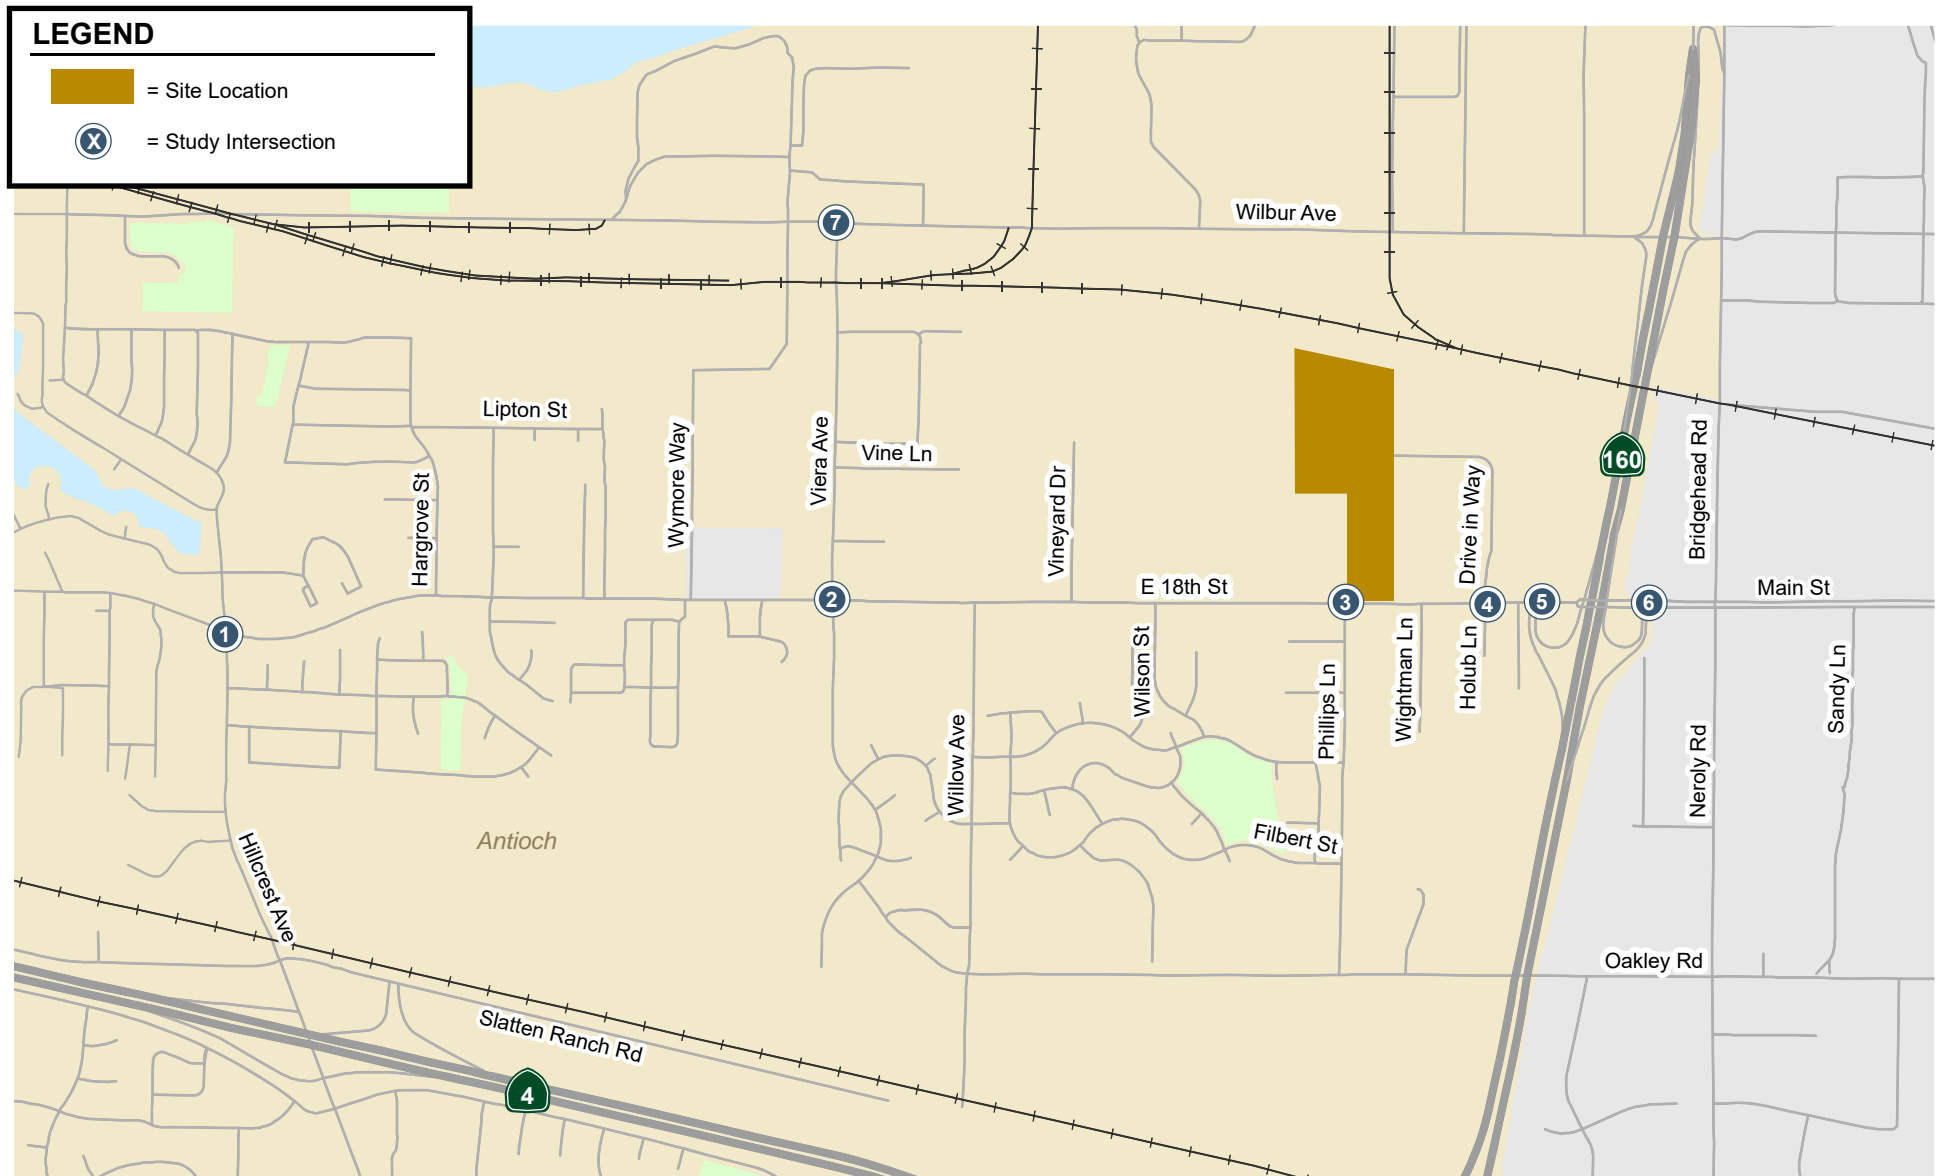 LEGEND
= Site Location
X
= Study Intersection
Wilbur Ave
7
Lipton St
Wymore Way
Viera Ave
Vine Ln
Hargrove St
Vineyard Dr
Drive in Way
160
Bridgehead Rd
E 18th St
Main St
1
2
3
4
5
6
Wilson St
Phillips Ln
Wightman Ln
Holub Ln
Sandy Ln
Willow Ave
Neroly Rd
Filbert St
Antioch
Hillcrest Ave
Oakley Rd
Slatten Ranch Rd
4